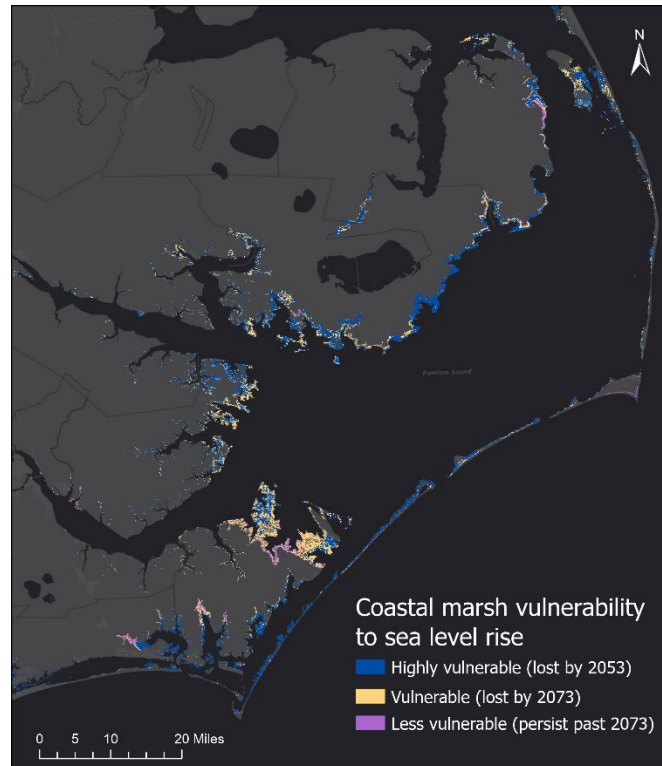 N
Pamlico Sound
Coastal marsh vulnerability
to sea level rise
Highly vulnerable (lost by 2053)
Vulnerable (lost by 2073)
Less vulnerable (persist past 2073)
0 5 10 20 Miles